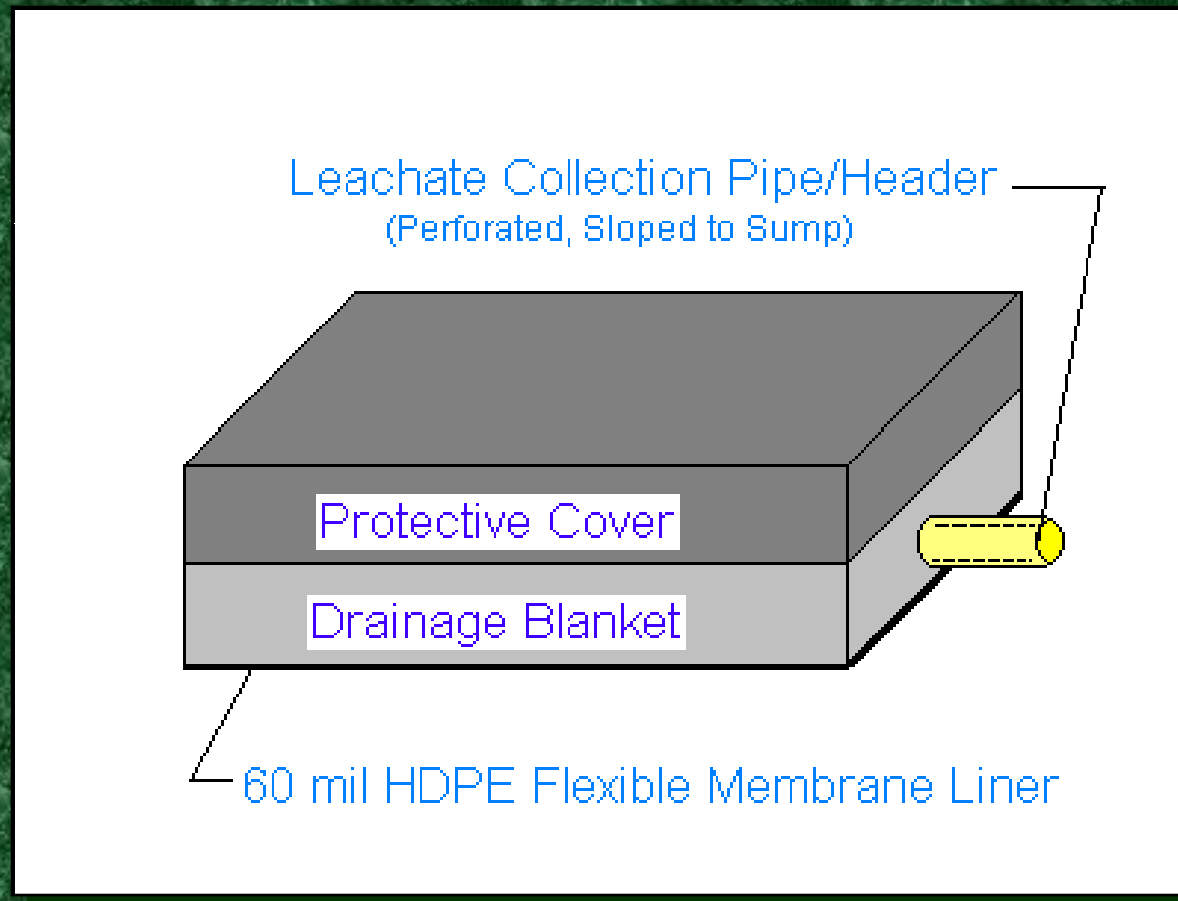 Leachate Collection Pipe/Header
(Perforated, Sloped to Sump)
Protective Cover
Drainage Blanket
60 mil HDPE Flexible Membrane Liner